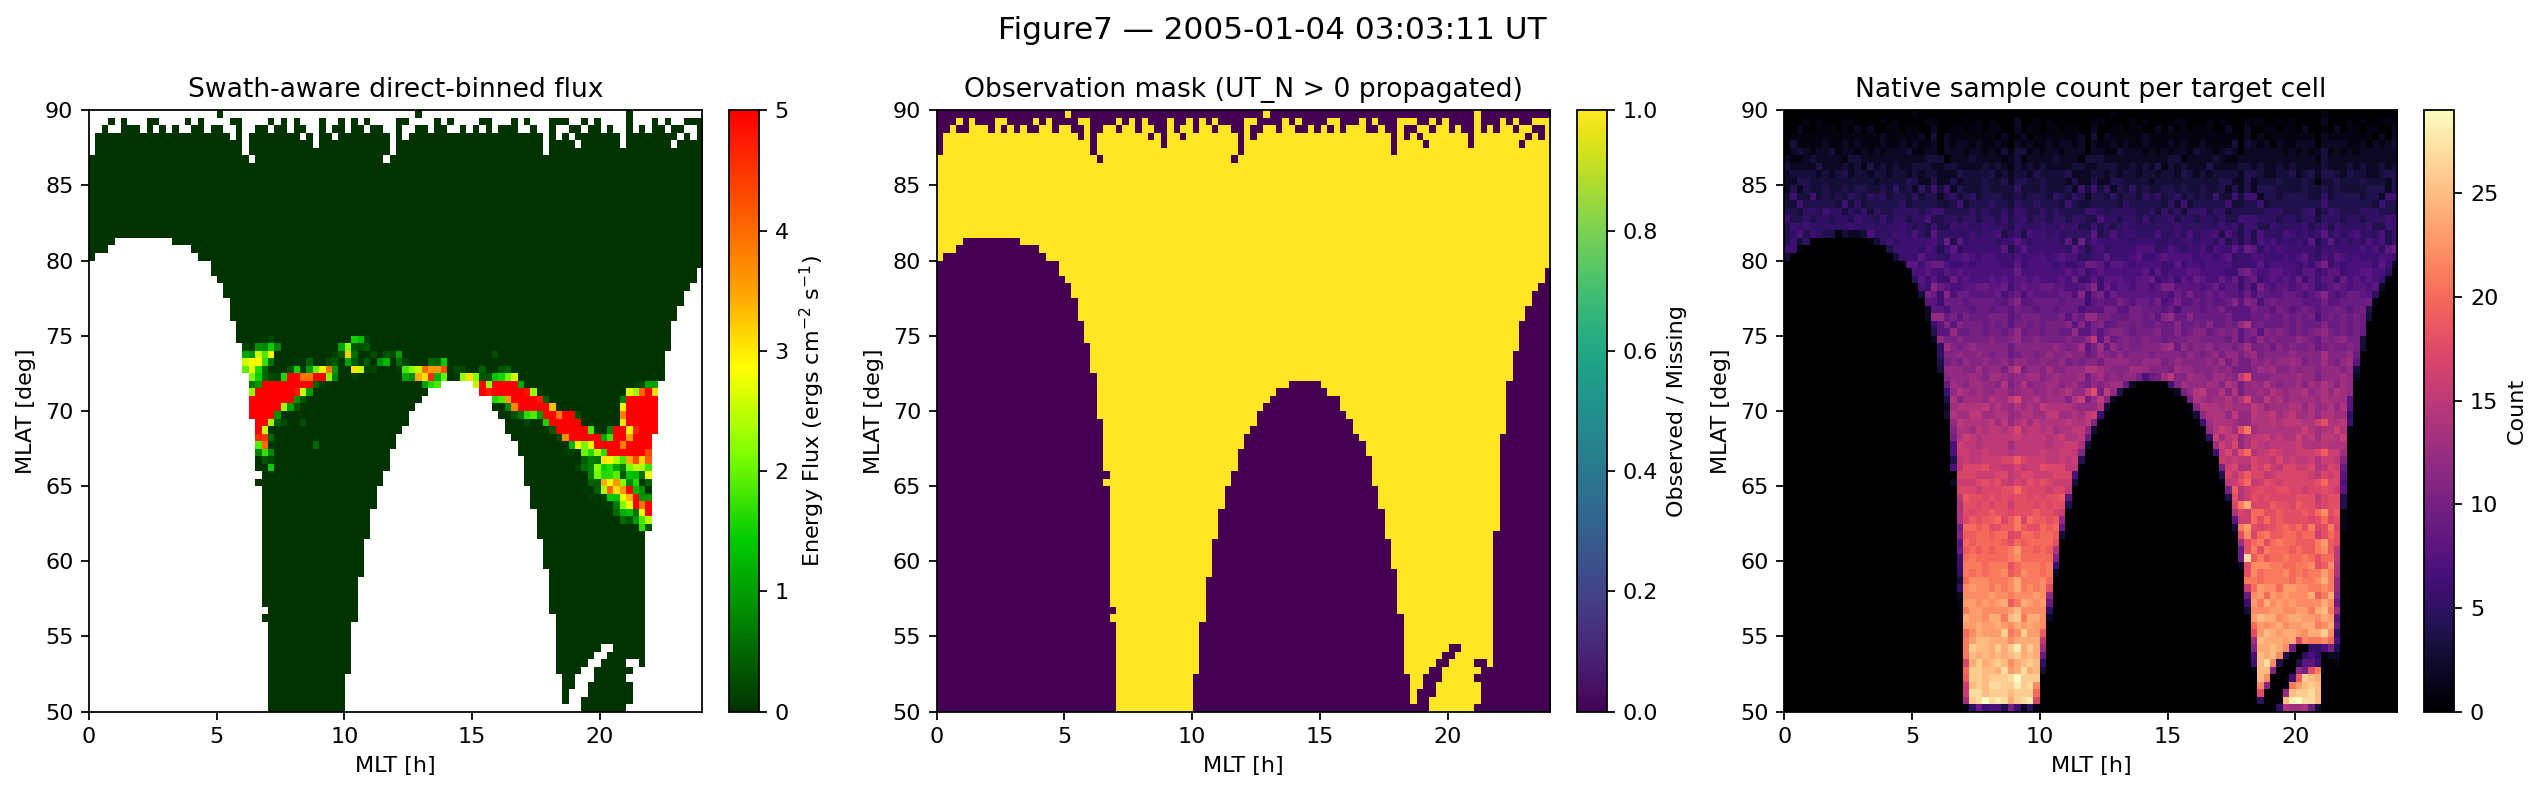 Figure7 — 2005-01-04 03:03:11 UT
Swath-aware direct-binned flux
90
85
80
75
70
65
60
55
50
MLAT [deg]
0 5 10 15 20
MLT [h]
5
4
3
2
1
0
Energy Flux (ergs cm⁻² s⁻¹)
Observation mask (UT_N > 0 propagated)
90
85
80
75
70
65
60
55
50
MLAT [deg]
0 5 10 15 20
MLT [h]
1.0
0.8
0.6
0.4
0.2
0.0
Observed / Missing
Native sample count per target cell
90
85
80
75
70
65
60
55
50
MLAT [deg]
0 5 10 15 20
MLT [h]
25
20
15
10
5
0
Count